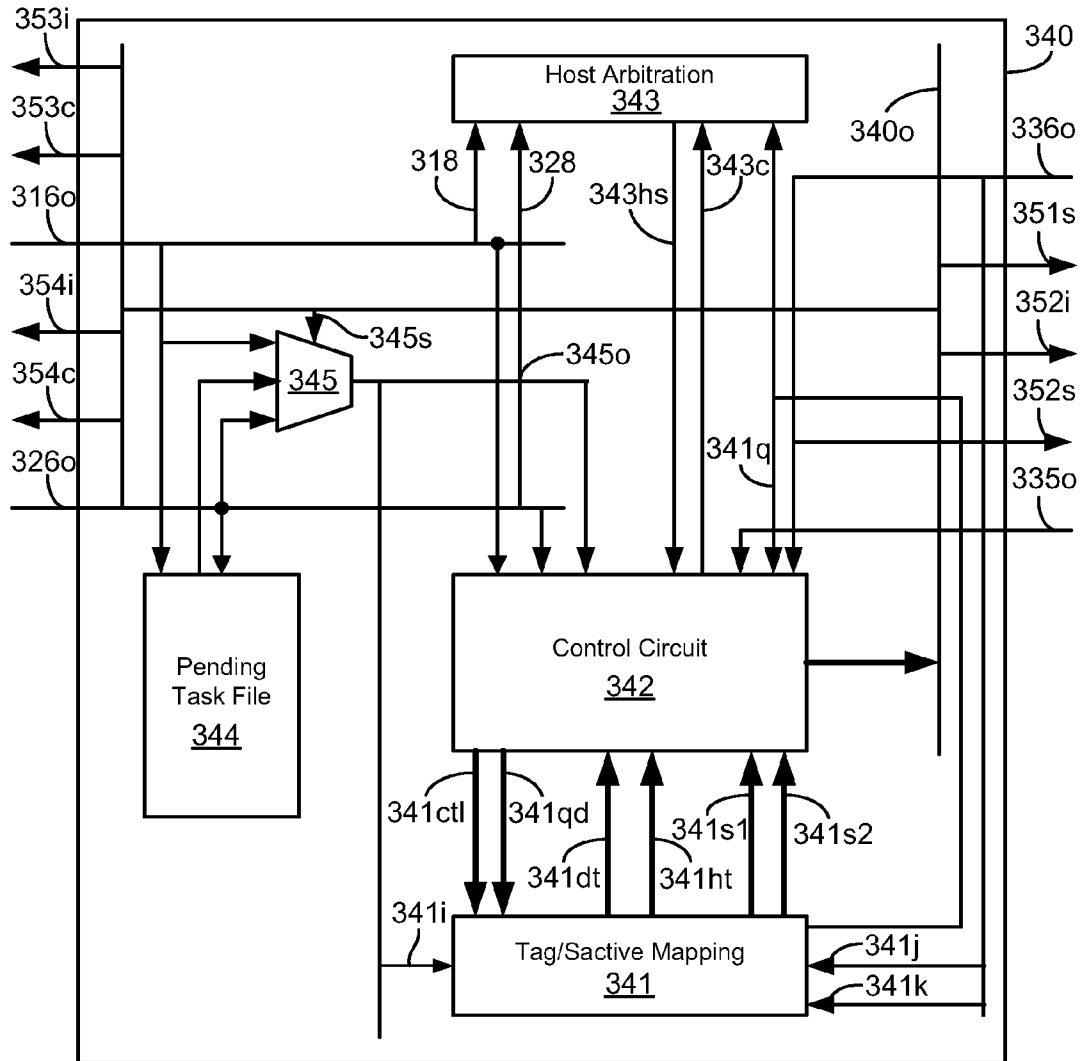 353i
340
Host Arbitration
343
353c
340o
336o
318
328
343hs
343c
316o
351s
354i
345s
345o
352i
345
354c
341q
352s
326o
335o
Pending
Task File
344
Control Circuit
342
341ctl
341qd
341dt
341ht
341s1
341s2
341i
Tag/Sactive Mapping
341
341j
341k